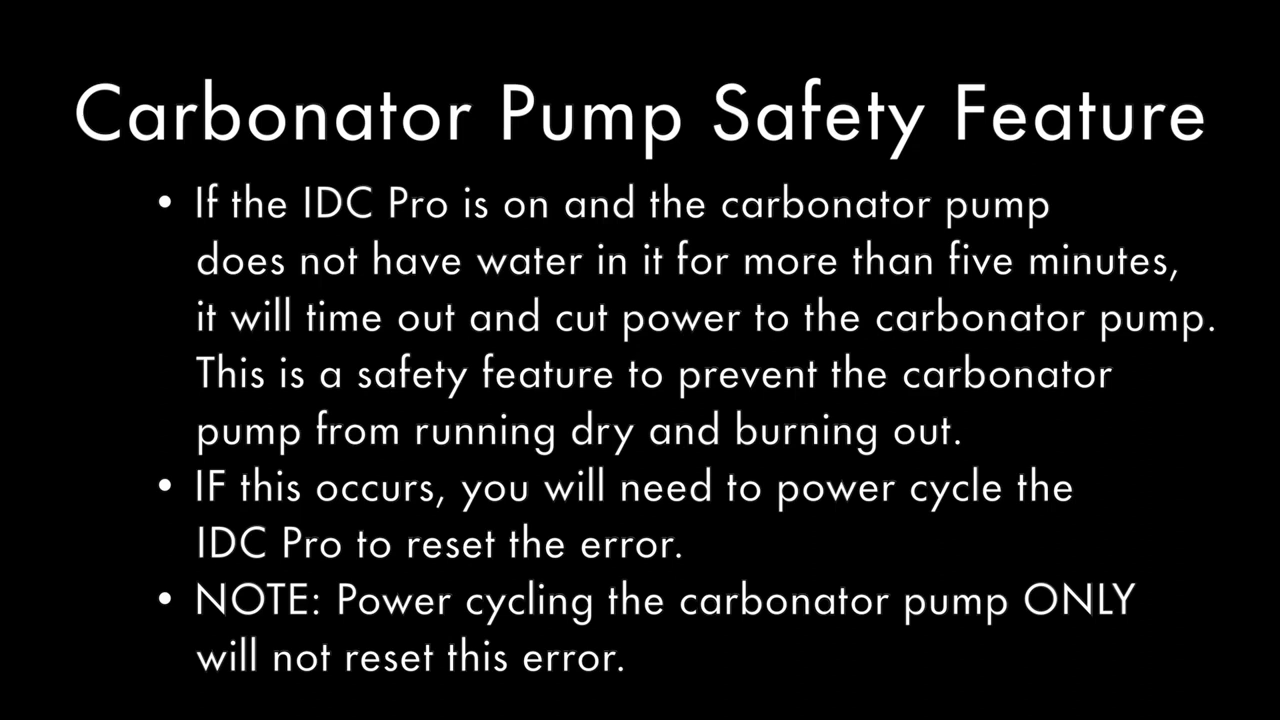 Carbonator Pump Safety Feature
• If the IDC Pro is on and the carbonator pump
does not have water in it for more than five minutes,
it will time out and cut power to the carbonator pump.
This is a safety feature to prevent the carbonator
pump from running dry and burning out.
• IF this occurs, you will need to power cycle the
IDC Pro to reset the error.
• NOTE: Power cycling the carbonator pump ONLY
will not reset this error.